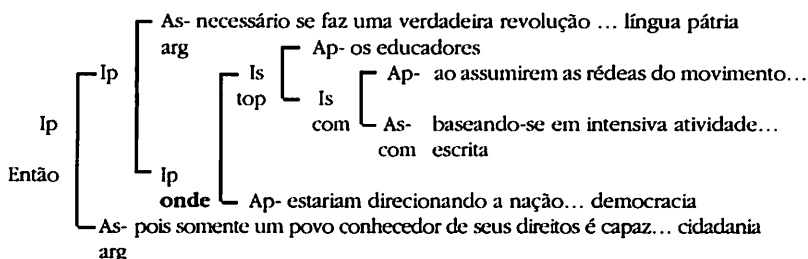 As- necessário se faz uma verdadeira revolução … língua pátria
arg
Ap- os educadores
Ip
Is
top
Ap- ao assumirem as rédeas do movimento…
Is
com
Ip
As- baseando-se em intensiva atividade…
com escrita
Então
Ip
onde
Ap- estariam direcionando a nação… democracia
As- pois somente um povo conhecedor de seus direitos é capaz… cidadania
arg